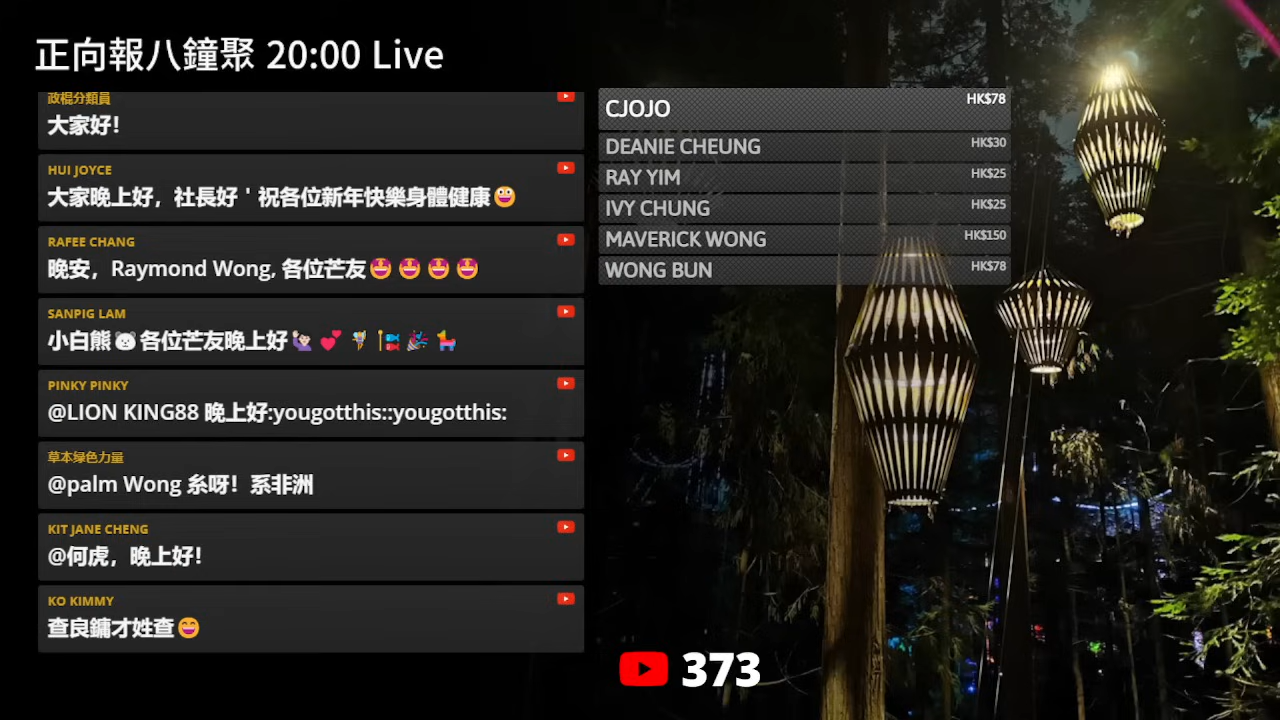 正向報八鐘聚 20:00 Live
政棍分類員
大家好！
HUI JOYCE
大家晚上好，社長好＇祝各位新年快樂身體健康😀
RAFEE CHANG
晚安，Raymond Wong, 各位芒友🤩🤩🤩🤩
SANPIG LAM
小白熊🐻‍❄️各位芒友晚上好🙋🏻‍♀️💕🍧🎏🎉🪅
PINKY PINKY
@LION KING88 晚上好:yougotthis::yougotthis:
草本绿色力量
@palm Wong 糸呀！系非洲
KIT JANE CHENG
@何虎，晚上好！
KO KIMMY
查良鏞才姓查😄
CJOJO HK$78
DEANIE CHEUNG HK$30
RAY YIM HK$25
IVY CHUNG HK$25
MAVERICK WONG HK$150
WONG BUN HK$78
373